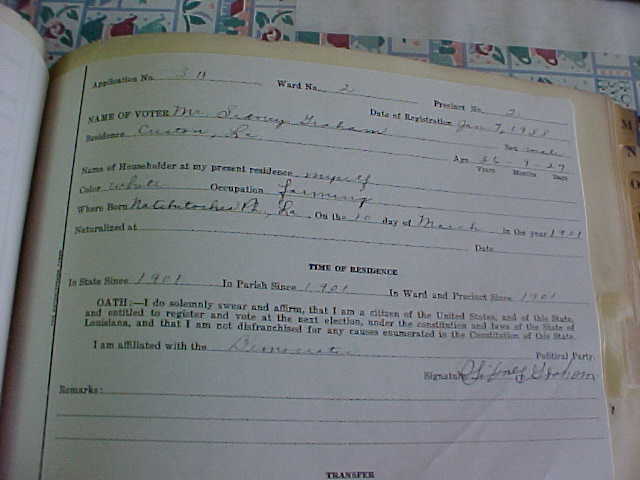 Application No. 311 Ward No. 2 Precinct No. 2
NAME OF VOTER Mr. Sidney Graham Date of Registration Jan 7, 1938
Residence La Sex male
Age 36 - 9 - 27
Years Months Days
Name of Householder at my present residence myself
Color white Occupation farming
Where Born Natchitoches Ph., La. On the 10 day of March in the year 1901
Naturalized at Date
TIME OF RESIDENCE
In State Since 1901 In Parish Since 1901 In Ward and Precinct Since 1901
OATH:—I do solemnly swear and affirm, that I am a citizen of the United States, and of this State,
and entitled to register and vote at the next election, under the constitution and laws of the State of
Louisiana, and that I am not disfranchised for any causes enumerated in the Constitution of this State.
I am affiliated with the Democratic Political Party.
Signature Sidney Graham
Remarks:
TRANSFER
M
N
O